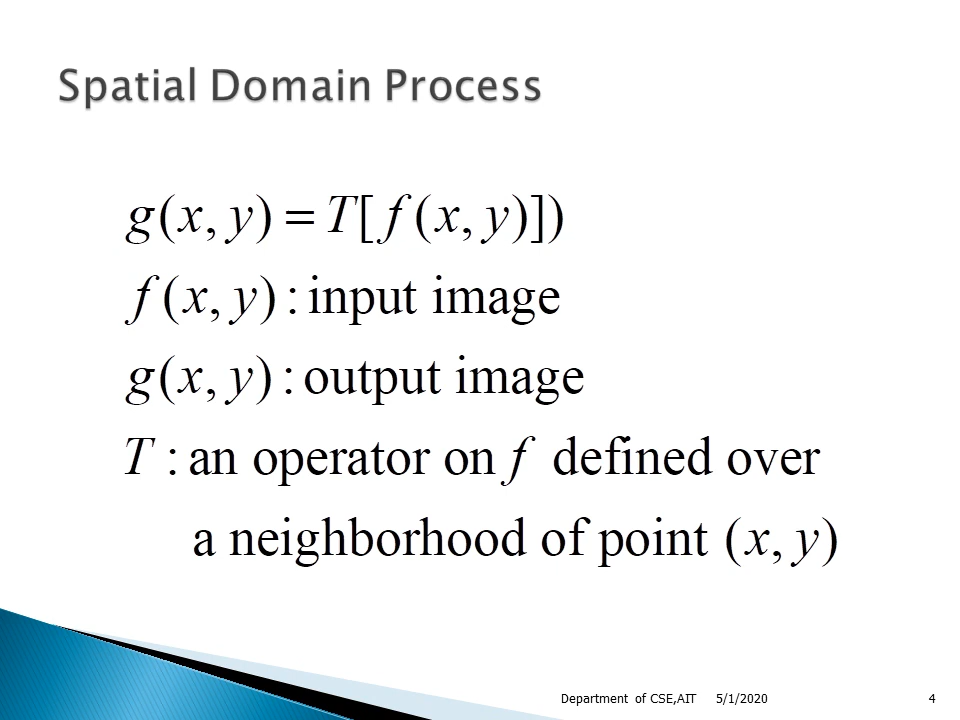 Spatial Domain Process
g(x, y) = T[f(x, y)])
f(x, y) : input image
g(x, y) : output image
T : an operator on f defined over
a neighborhood of point (x, y)
Department of CSE,AIT 5/1/2020 4